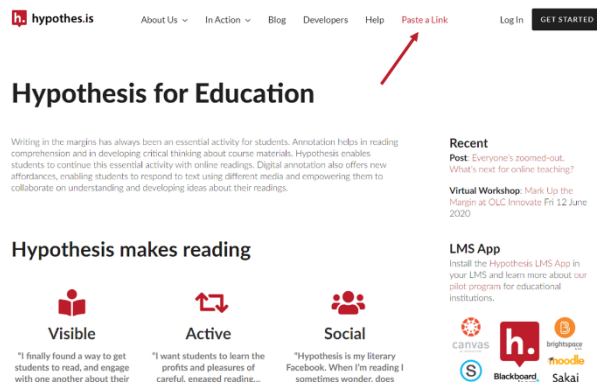 h. hypothes.is
About Us In Action Blog Developers Help Paste a Link Log In GET STARTED
Hypothesis for Education
Writing in the margins has always been an essential activity for students. Annotation helps in reading
comprehension and in developing critical thinking about course materials. Hypothesis enables
students to continue this essential activity with online readings. Digital annotation also offers new
affordances, enabling students to respond to text using different media and empowering them to
collaborate on understanding and developing ideas about their readings.
Hypothesis makes reading
Visible
"I finally found a way to get
students to read, and engage
with one another about their
Active
"I want students to learn the
profits and pleasures of
careful, engaged reading...
Social
"Hypothesis is my literary
Facebook. When I'm reading I
sometimes wonder, does
Recent
Post: Everyone's zoomed-out.
What's next for online teaching?
Virtual Workshop: Mark Up the
Margin at OLC Innovate Fri 12 June
2020
LMS App
Install the Hypothesis LMS App in
your LMS and learn more about our
pilot program for educational
institutions.
canvas
h.
B
brightspace
moodle
S
Blackboard
Sakai